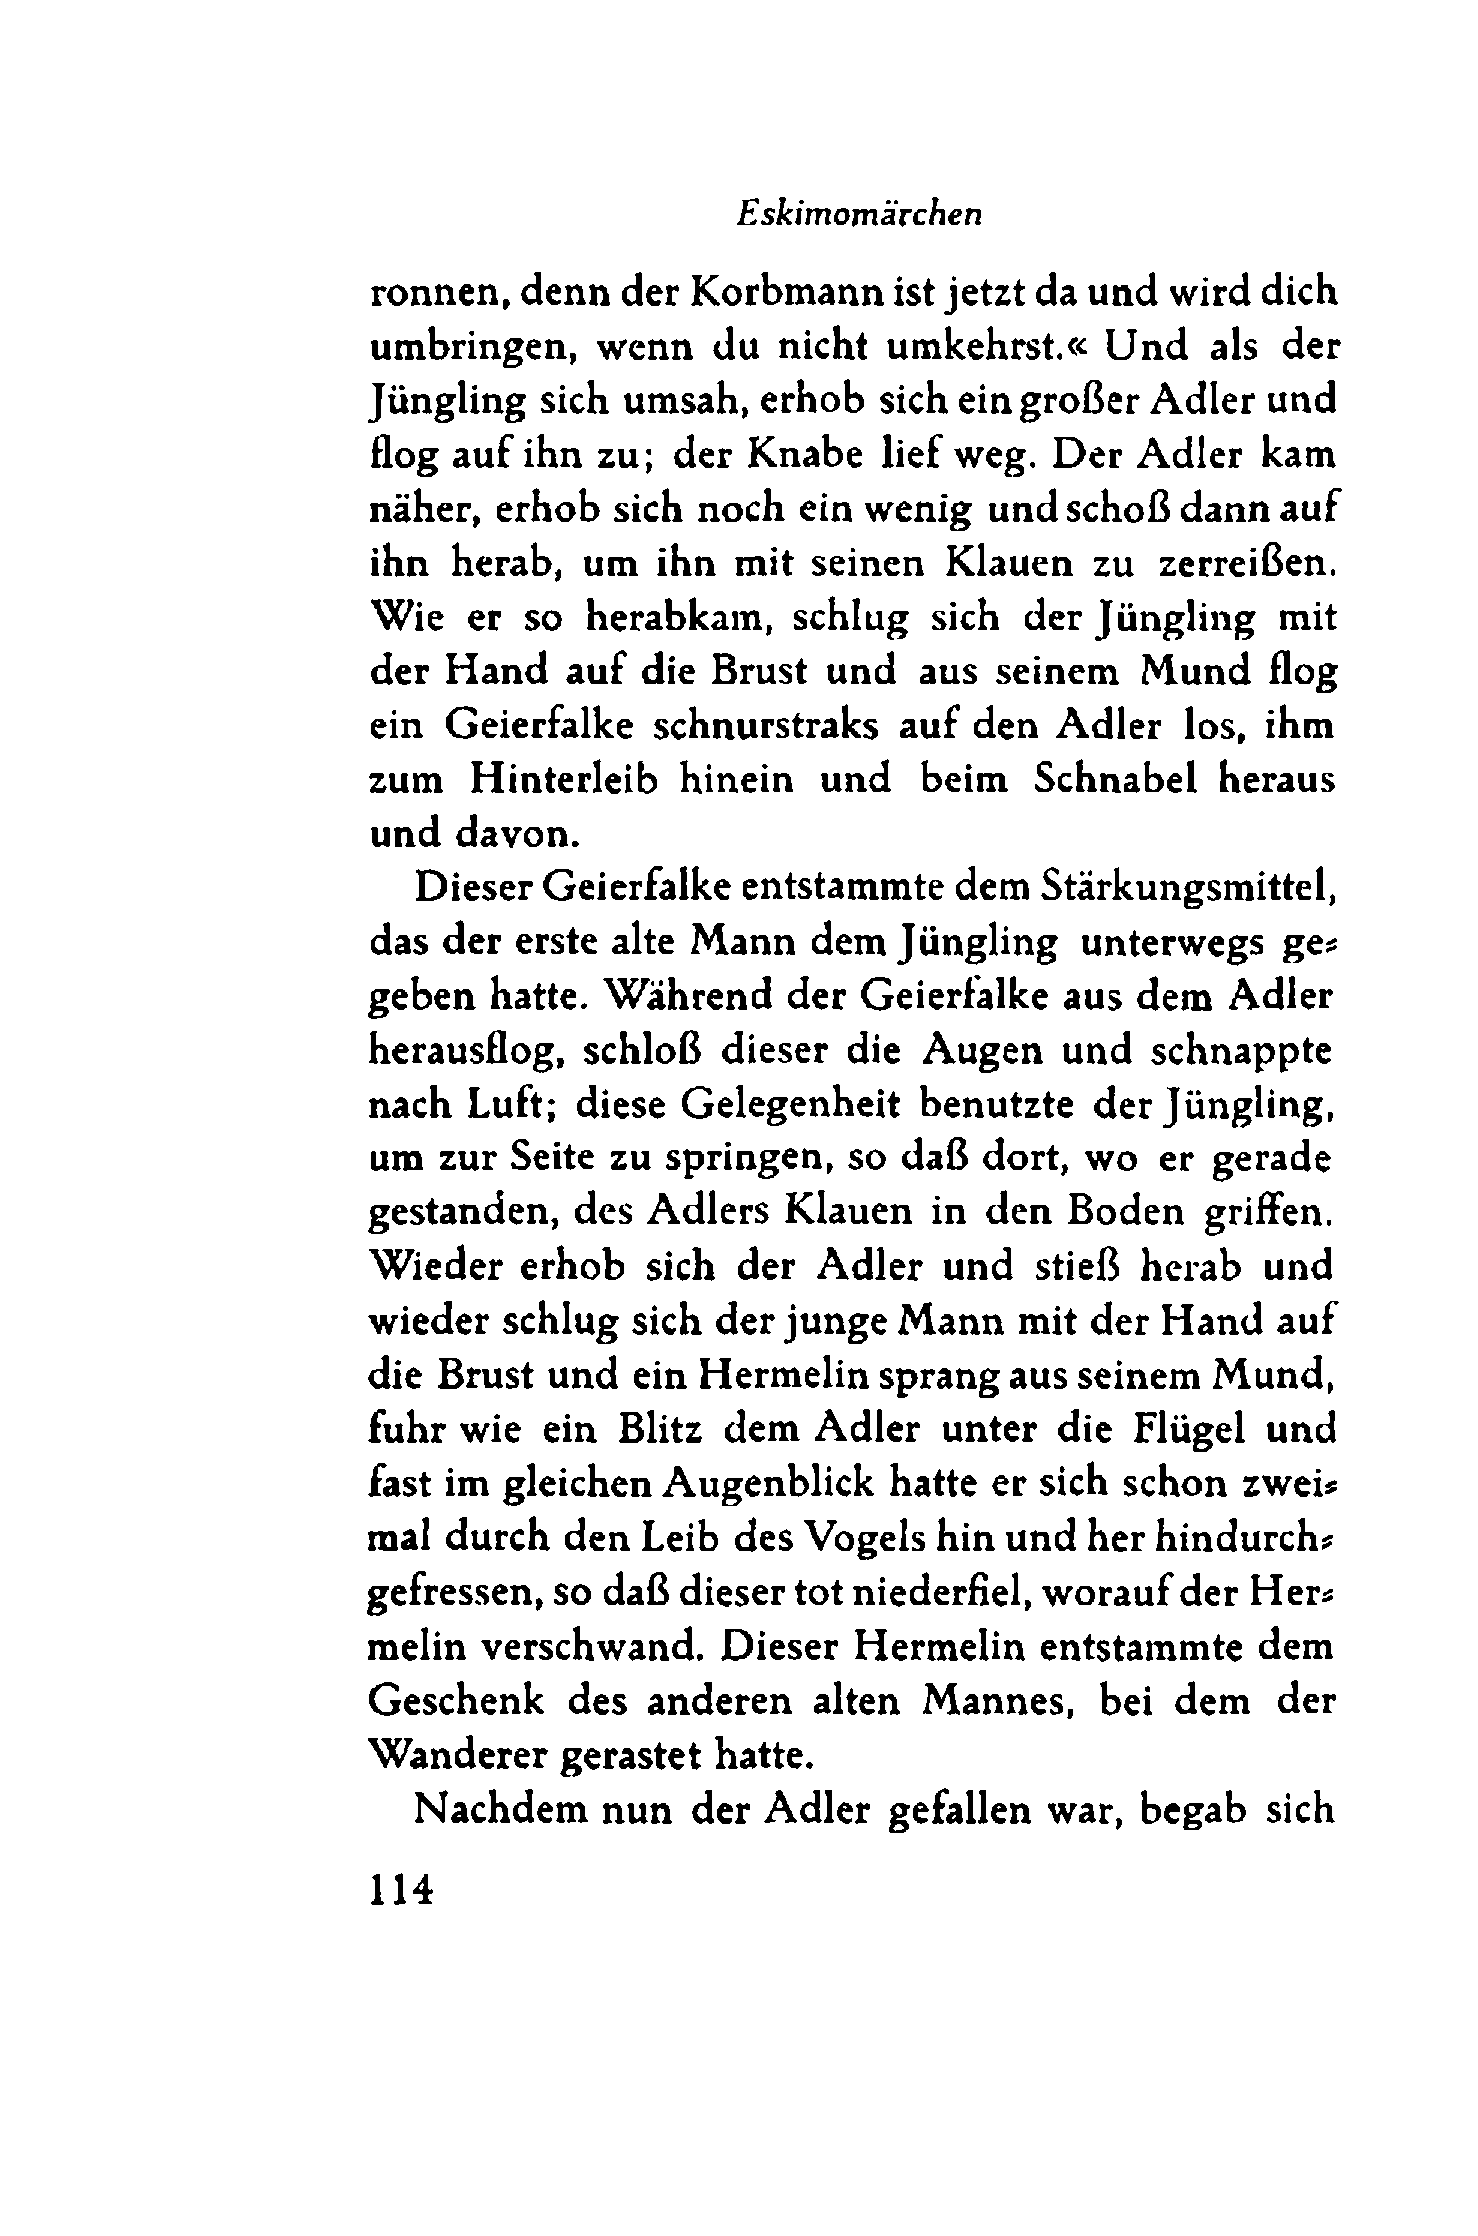 Eskimomärchen
ronnen, denn der Korbmann ist jetzt da und wird dich
umbringen, wenn du nicht umkehrst.« Und als der
Jüngling sich umsah, erhob sich ein großer Adler und
flog auf ihn zu; der Knabe lief weg. Der Adler kam
näher, erhob sich noch ein wenig und schoß dann auf
ihn herab, um ihn mit seinen Klauen zu zerreißen.
Wie er so herabkam, schlug sich der Jüngling mit
der Hand auf die Brust und aus seinem Mund flog
ein Geierfalke schnurstraks auf den Adler los, ihm
zum Hinterleib hinein und beim Schnabel heraus
und davon.
Dieser Geierfalke entstammte dem Stärkungsmittel,
das der erste alte Mann dem Jüngling unterwegs ge-
geben hatte. Während der Geierfalke aus dem Adler
herausflog, schloß dieser die Augen und schnappte
nach Luft; diese Gelegenheit benutzte der Jüngling,
um zur Seite zu springen, so daß dort, wo er gerade
gestanden, des Adlers Klauen in den Boden griffen.
Wieder erhob sich der Adler und stieß herab und
wieder schlug sich der junge Mann mit der Hand auf
die Brust und ein Hermelin sprang aus seinem Mund,
fuhr wie ein Blitz dem Adler unter die Flügel und
fast im gleichen Augenblick hatte er sich schon zwei-
mal durch den Leib des Vogels hin und her hindurch-
gefressen, so daß dieser tot niederfiel, worauf der Her-
melin verschwand. Dieser Hermelin entstammte dem
Geschenk des anderen alten Mannes, bei dem der
Wanderer gerastet hatte.
Nachdem nun der Adler gefallen war, begab sich
114